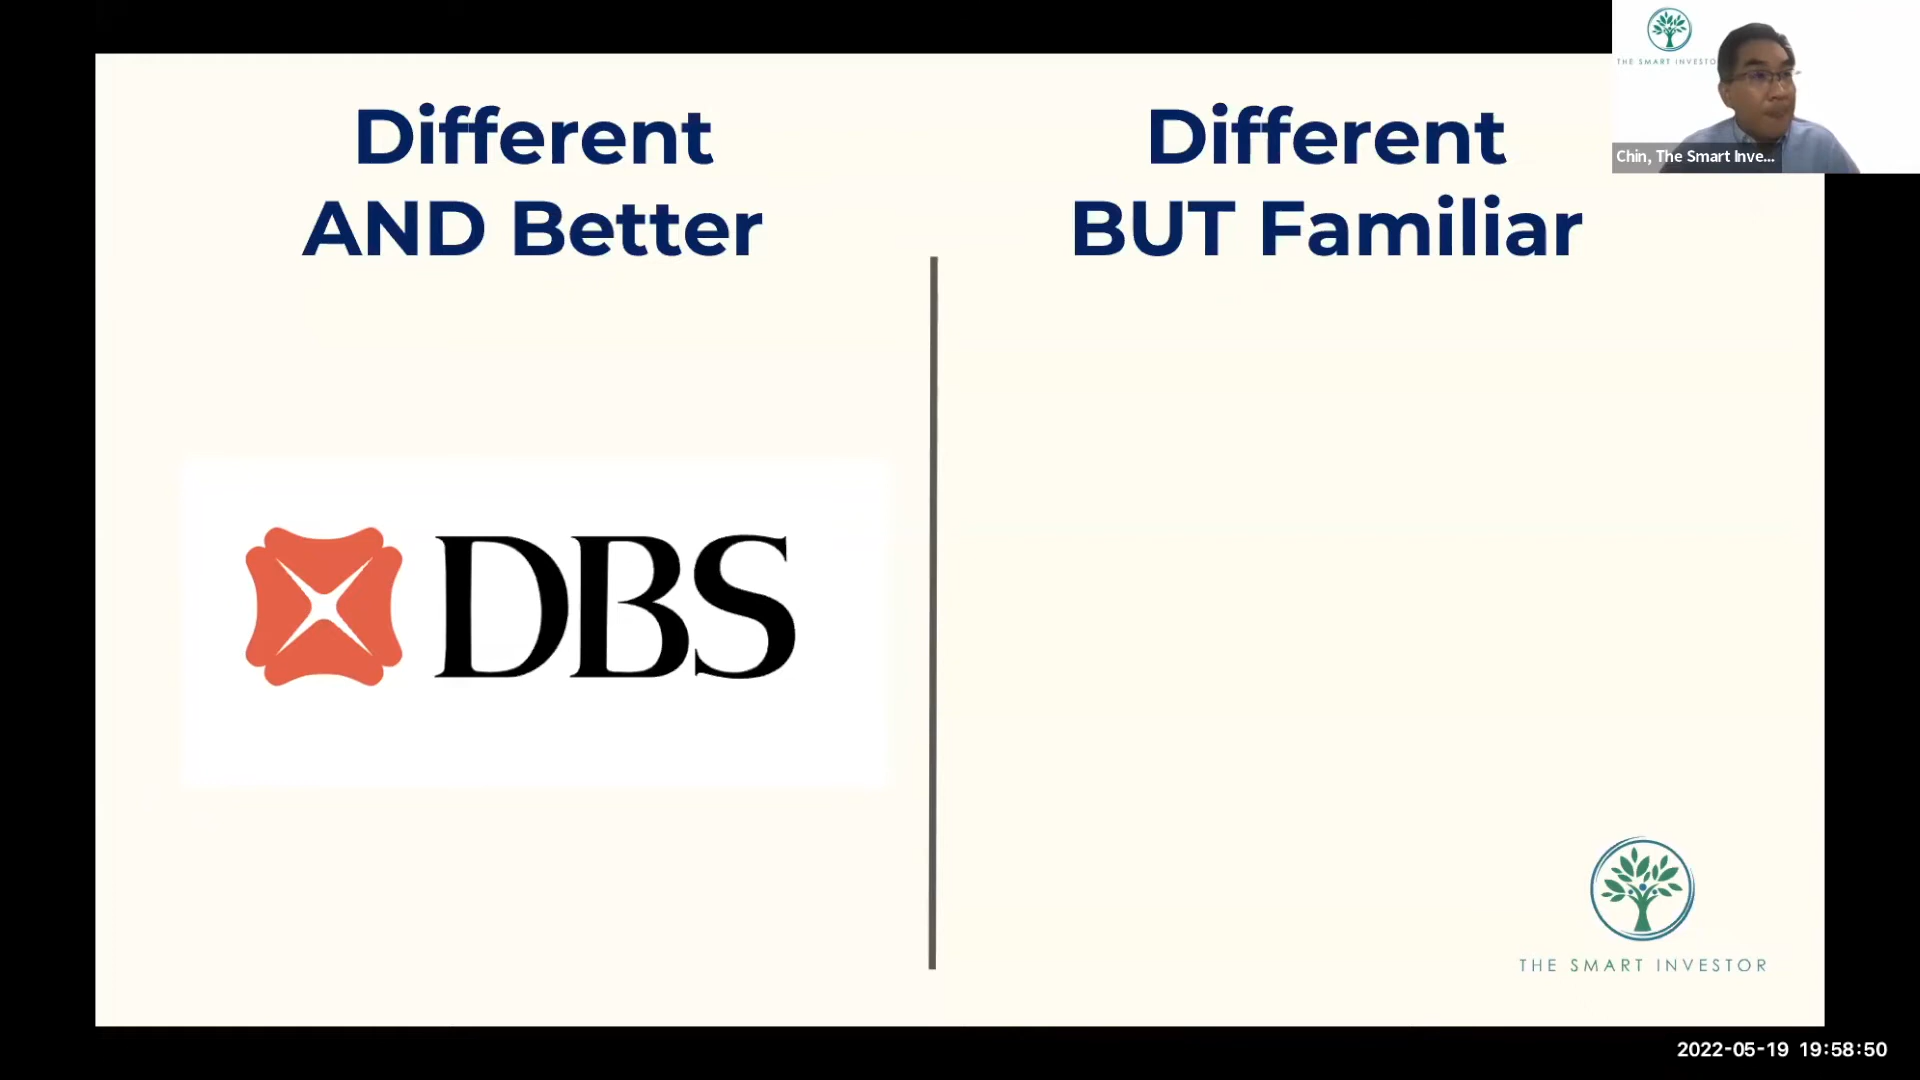 Different
AND Better
Different
BUT Familiar
DBS
THE SMART INVESTOR
THE SMART INVESTO
Chin, The Smart Inve...
2022-05-19 19:58:50